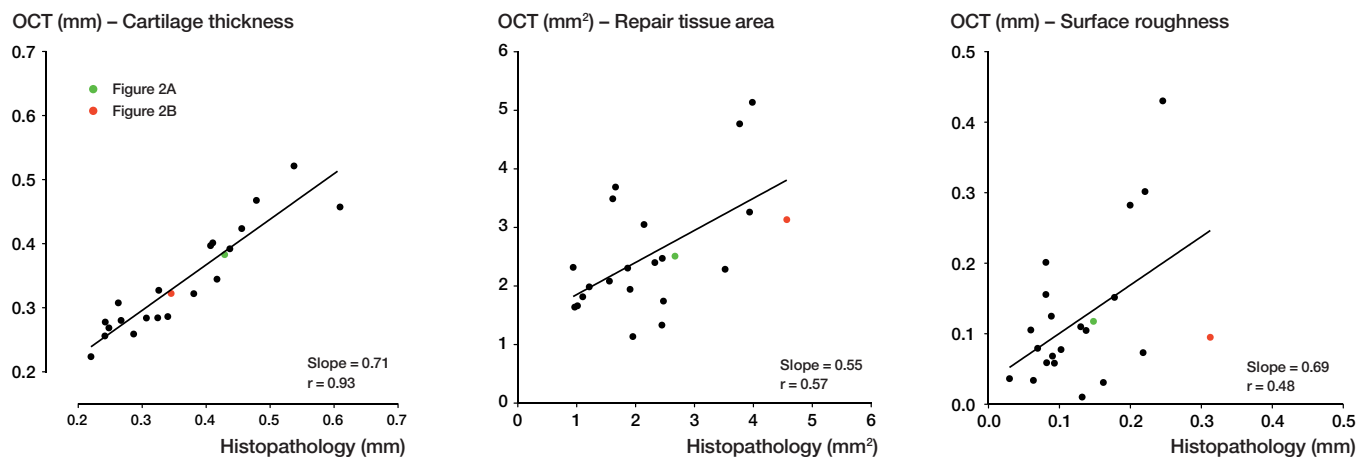 OCT (mm) – Cartilage thickness
0.7
0.6
0.5
0.4
0.3
0.2
Figure 2A
Figure 2B
Slope = 0.71
r = 0.93
0.2 0.3 0.4 0.5 0.6 0.7
Histopathology (mm)
OCT (mm²) – Repair tissue area
6
5
4
3
2
1
0
Slope = 0.55
r = 0.57
0 1 2 3 4 5 6
Histopathology (mm²)
OCT (mm) – Surface roughness
0.5
0.4
0.3
0.2
0.1
0.0
Slope = 0.69
r = 0.48
0.0 0.1 0.2 0.3 0.4 0.5
Histopathology (mm)